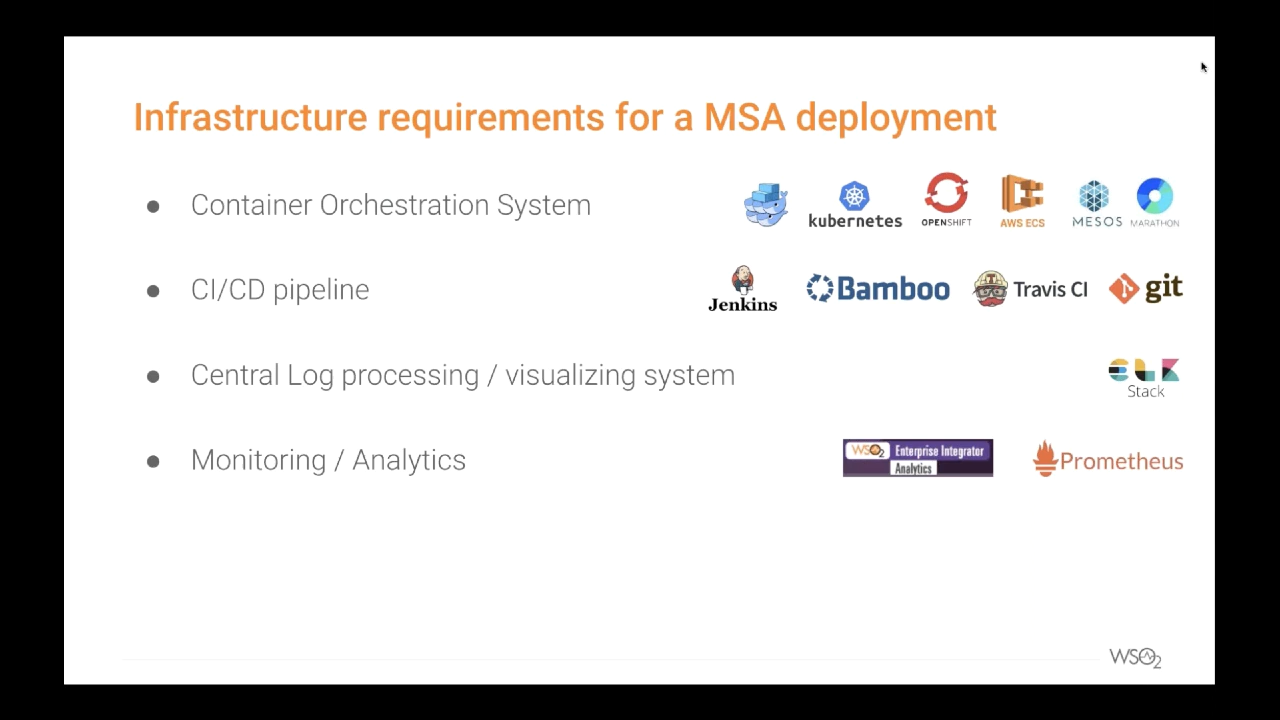 Infrastructure requirements for a MSA deployment
● Container Orchestration System
kubernetes
OPENSHIFT
AWS ECS
MESOS
MARATHON
● CI/CD pipeline
Jenkins
Bamboo
Travis CI
git
● Central Log processing / visualizing system
ELK
Stack
● Monitoring / Analytics
WSO2 Enterprise Integrator
Analytics
Prometheus
WSO2